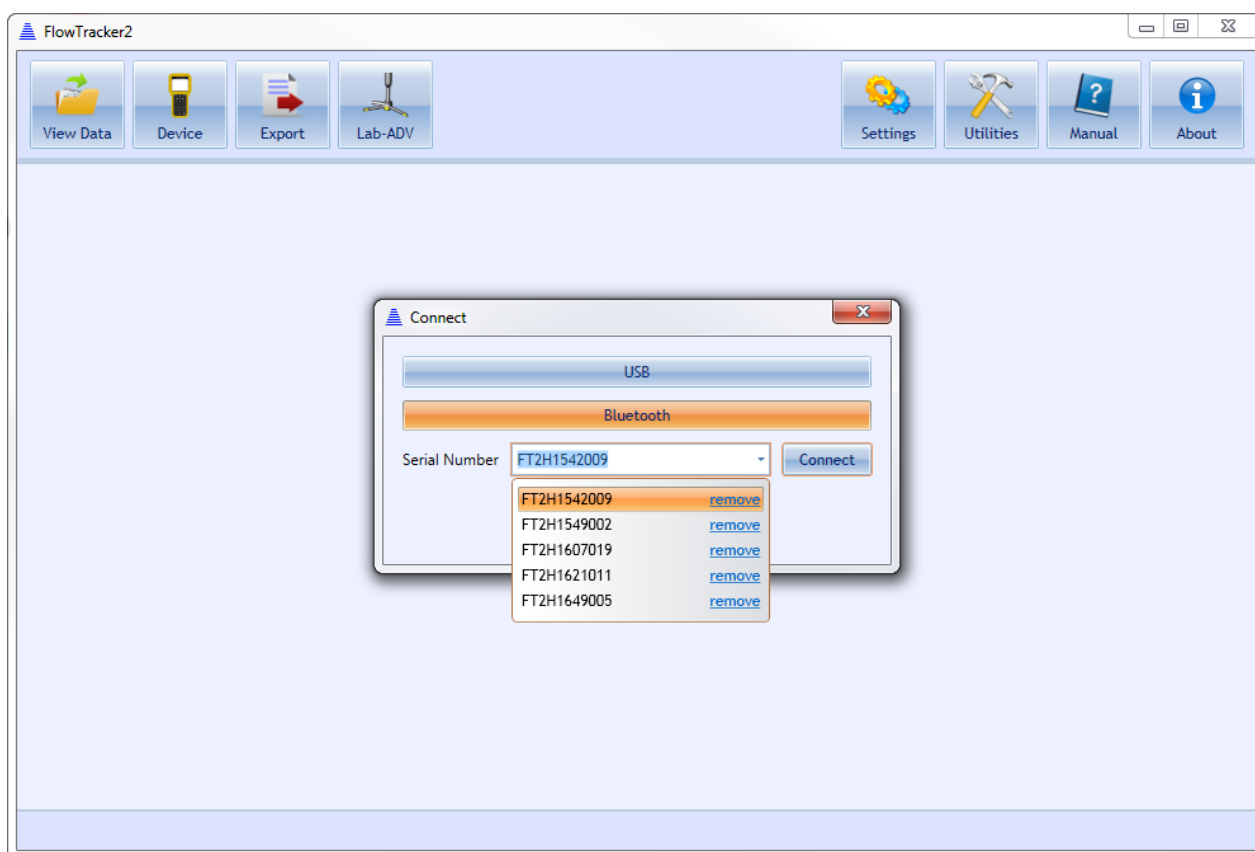 FlowTracker2
View Data Device Export Lab-ADV Settings Utilities Manual About
Connect
USB
Bluetooth
Serial Number FT2H1542009 Connect
FT2H1542009 remove
FT2H1549002 remove
FT2H1607019 remove
FT2H1621011 remove
FT2H1649005 remove